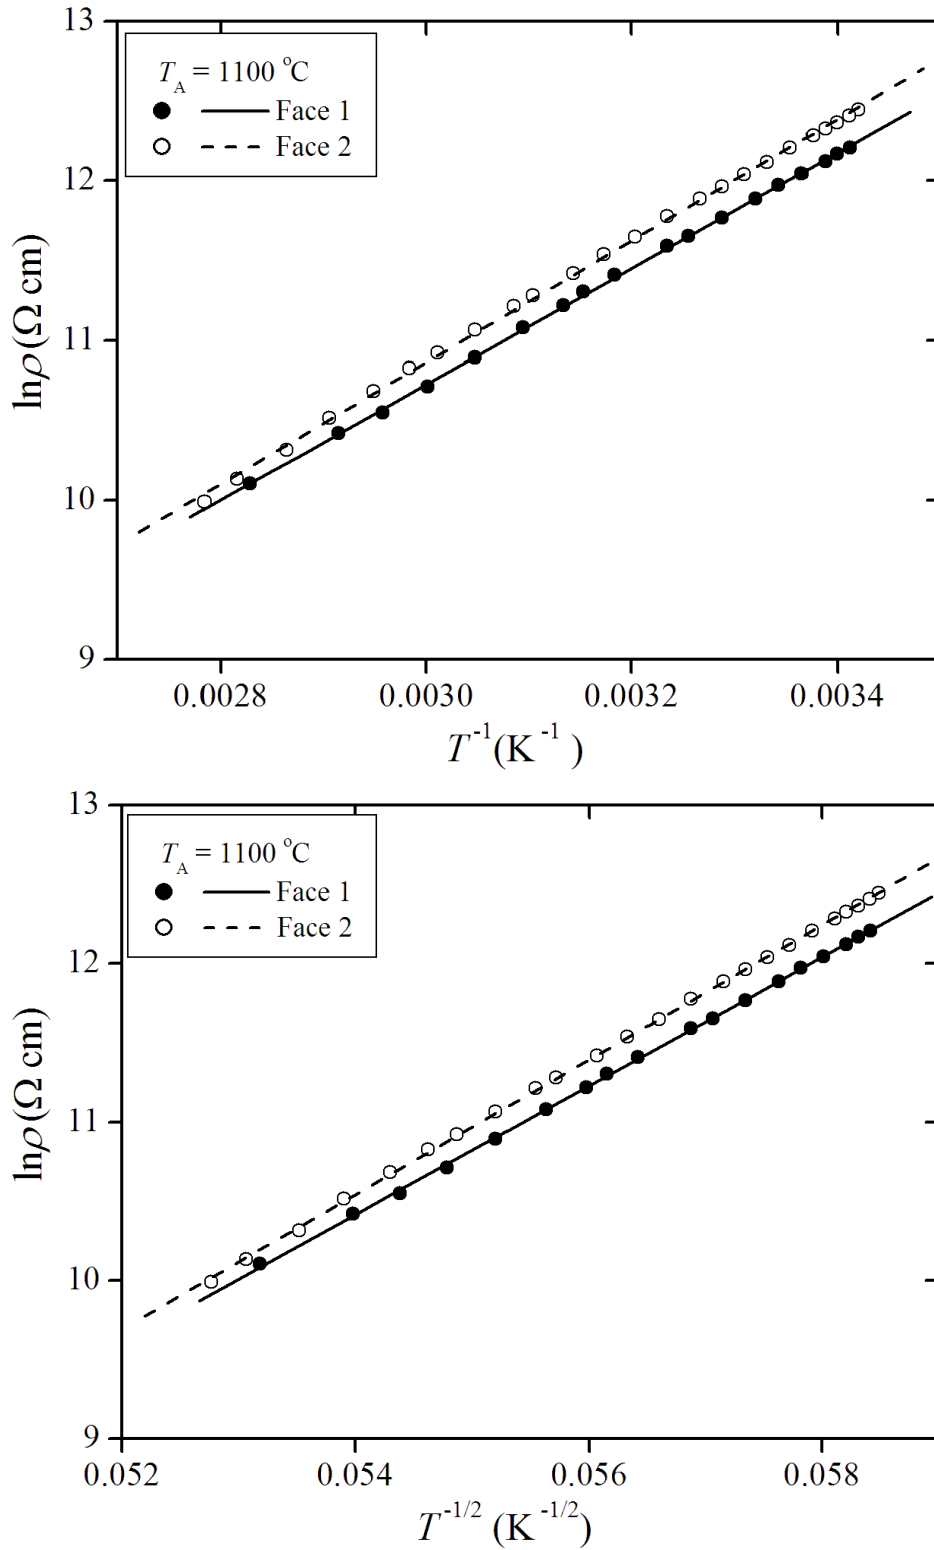 13
T_A = 1100 °C
Face 1
Face 2
12
11
10
9
lnρ(Ω cm)
0.0028 0.0030 0.0032 0.0034
T^-1(K^-1)
13
T_A = 1100 °C
Face 1
Face 2
12
11
10
9
lnρ(Ω cm)
0.052 0.054 0.056 0.058
T^-1/2 (K^-1/2)